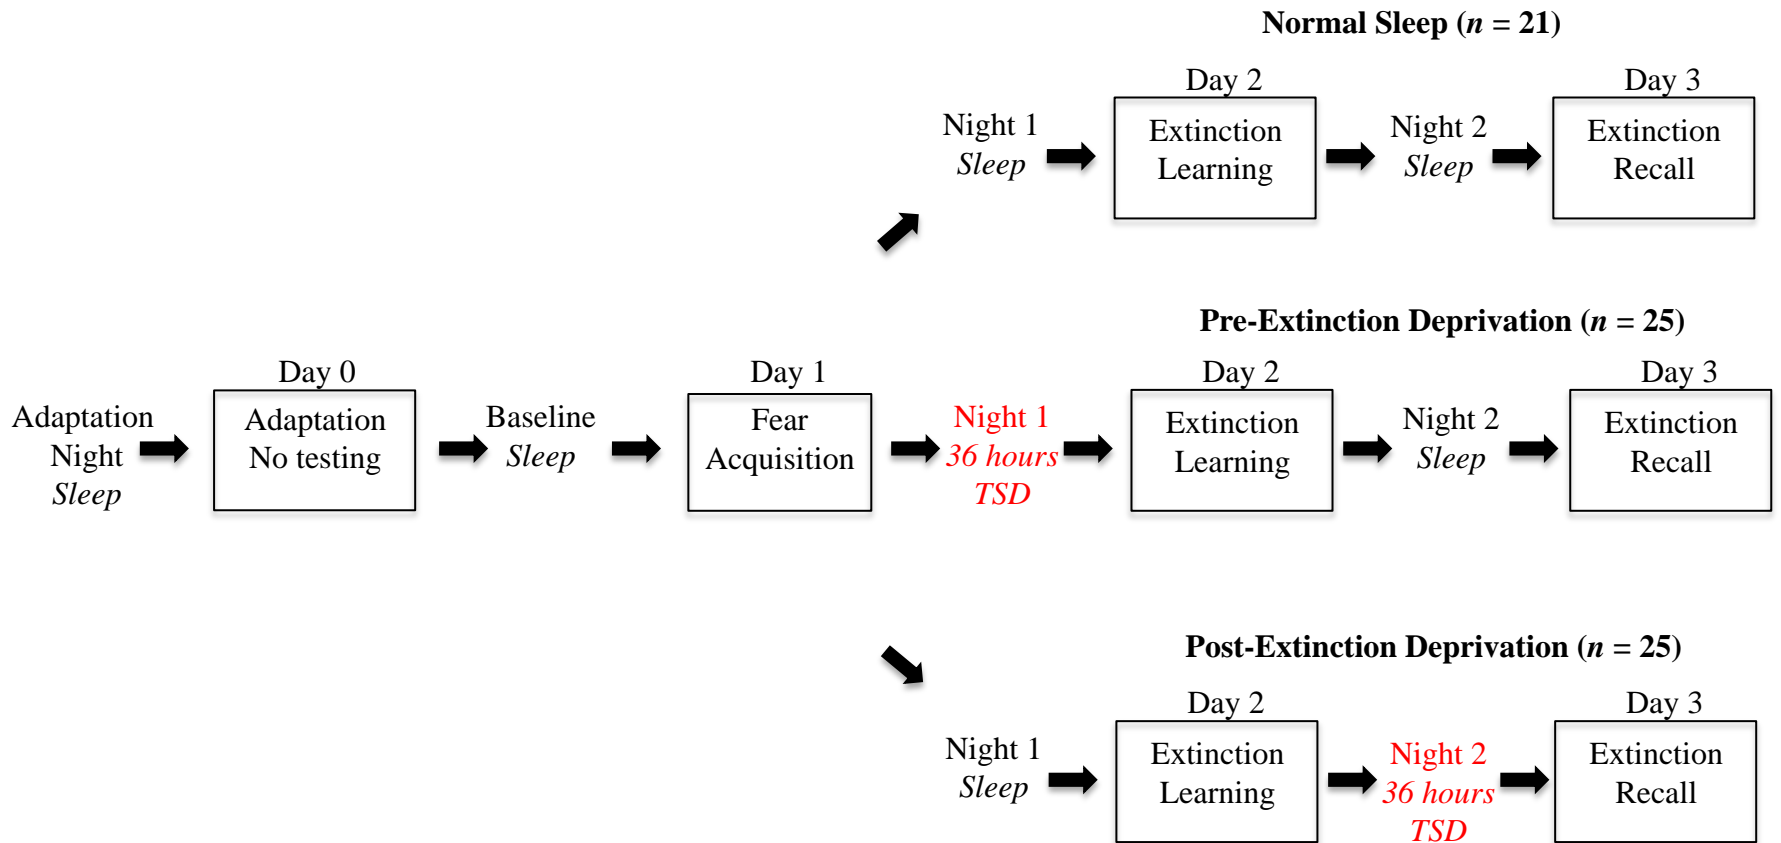 Normal Sleep (n = 21)
Day 2
Day 3
Night 1
Sleep
Extinction
Learning
Night 2
Sleep
Extinction
Recall
Pre-Extinction Deprivation (n = 25)
Adaptation
Night
Sleep
Day 0
Adaptation
No testing
Baseline
Sleep
Day 1
Fear
Acquisition
Night 1
36 hours
TSD
Day 2
Extinction
Learning
Night 2
Sleep
Day 3
Extinction
Recall
Post-Extinction Deprivation (n = 25)
Day 2
Day 3
Night 1
Sleep
Extinction
Learning
Night 2
36 hours
TSD
Extinction
Recall